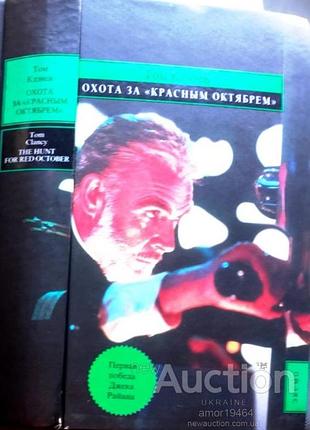 Том
Клэнси
ОХОТА
ЗА «КРАСНЫМ
ОКТЯБРЕМ»
Tom
Clancy
THE HUNT
FOR RED OCTOBER
ОХОТА ЗА «КРАСНЫМ ОКТЯБРЕМ»
Первая
победа
Джека
Райана
Auction
UKRAINE
amor19464
www.newauction.com